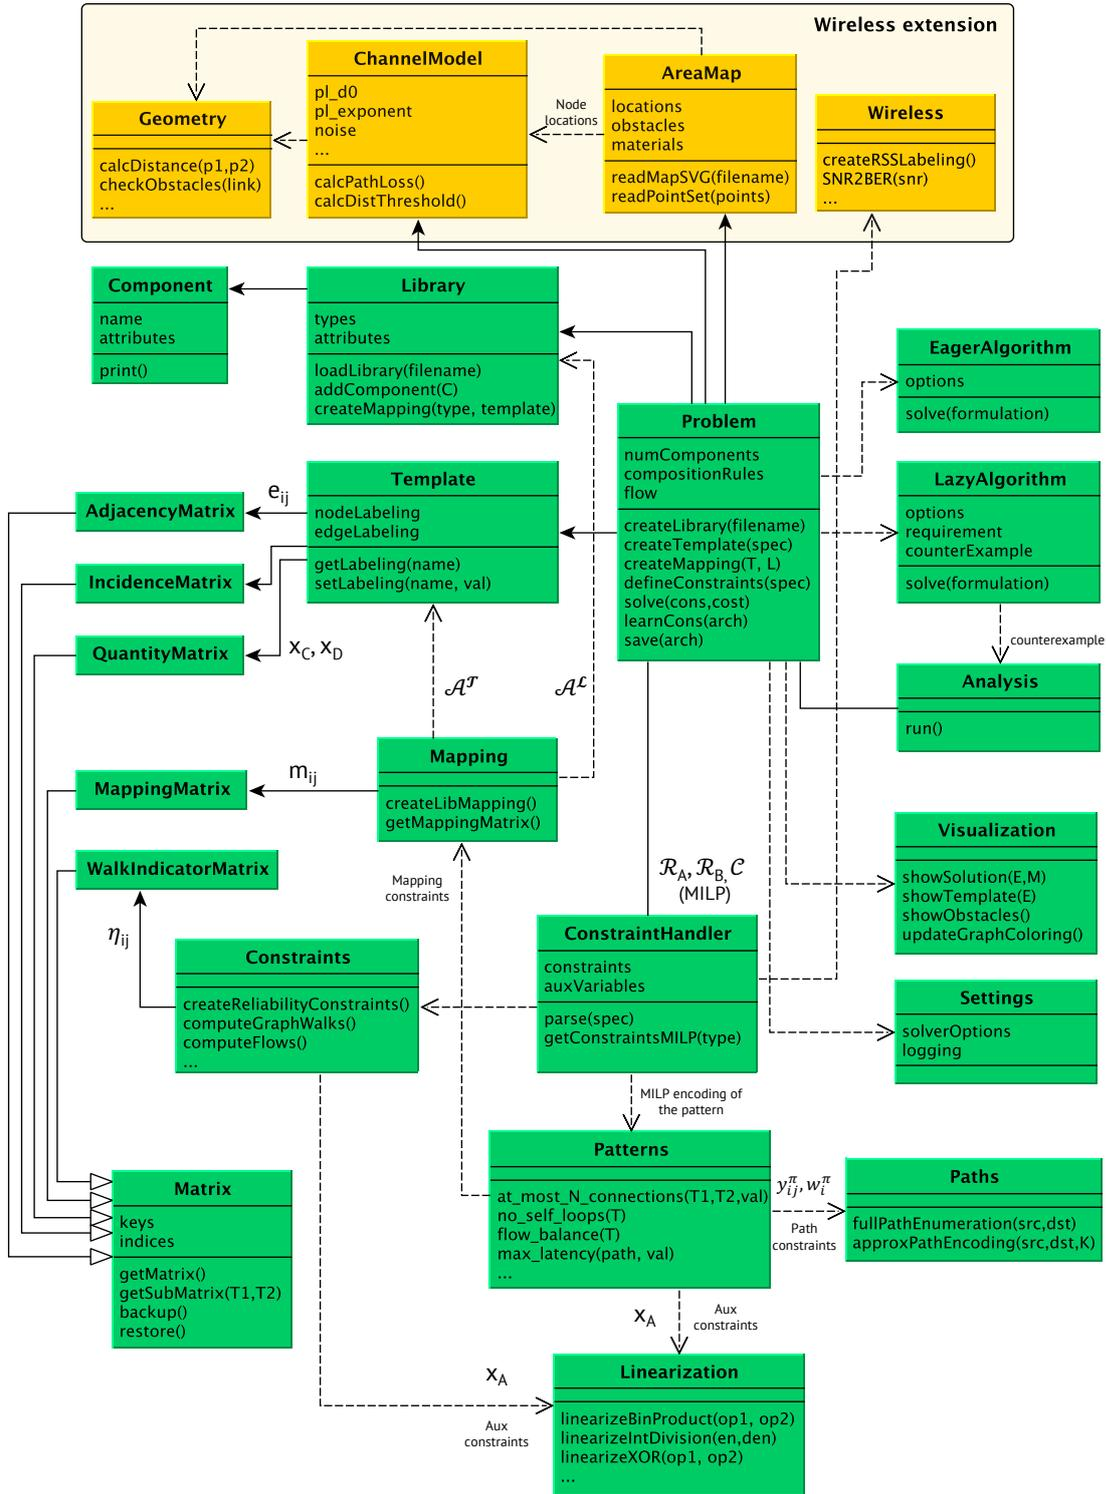 Wireless extension
ChannelModel
pl_d0
pl_exponent
noise
...
calcPathLoss()
calcDistThreshold()
AreaMap
locations
obstacles
materials
readMapSVG(filename)
readPointSet(points)
Node
locations
Geometry
calcDistance(p1,p2)
checkObstacles(link)
...
Wireless
createRSSLabeling()
SNR2BER(snr)
...
Component
name
attributes
print()
Library
types
attributes
loadLibrary(filename)
addComponent(C)
createMapping(type, template)
EagerAlgorithm
options
solve(formulation)
Problem
numComponents
compositionRules
flow
createLibrary(filename)
createTemplate(spec)
createMapping(T, L)
defineConstraints(spec)
solve(cons,cost)
learnCons(arch)
save(arch)
Template
nodeLabeling
edgeLabeling
getLabeling(name)
setLabeling(name, val)
LazyAlgorithm
options
requirement
counterExample
solve(formulation)
e_ij
AdjacencyMatrix
IncidenceMatrix
QuantityMatrix
x_C, x_D
counterexample
Analysis
run()
𝒜^𝒯
𝒜^ℒ
Mapping
createLibMapping()
getMappingMatrix()
m_ij
MappingMatrix
WalkIndicatorMatrix
Mapping
constraints
ℛ_A, ℛ_B, 𝒞
(MILP)
Visualization
showSolution(E,M)
showTemplate(E)
showObstacles()
updateGraphColoring()
η_ij
Constraints
createReliabilityConstraints()
computeGraphWalks()
computeFlows()
...
ConstraintHandler
constraints
auxVariables
parse(spec)
getConstraintsMILP(type)
Settings
solverOptions
logging
MILP encoding of
the pattern
Patterns
at_most_N_connections(T1,T2,val)
no_self_loops(T)
flow_balance(T)
max_latency(path, val)
...
y_ij^π, w_i^π
Path
constraints
Paths
fullPathEnumeration(src,dst)
approxPathEncoding(src,dst,K)
Matrix
keys
indices
getMatrix()
getSubMatrix(T1,T2)
backup()
restore()
x_A
Aux
constraints
x_A
Aux
constraints
Linearization
linearizeBinProduct(op1, op2)
linearizeIntDivision(en,den)
linearizeXOR(op1, op2)
...